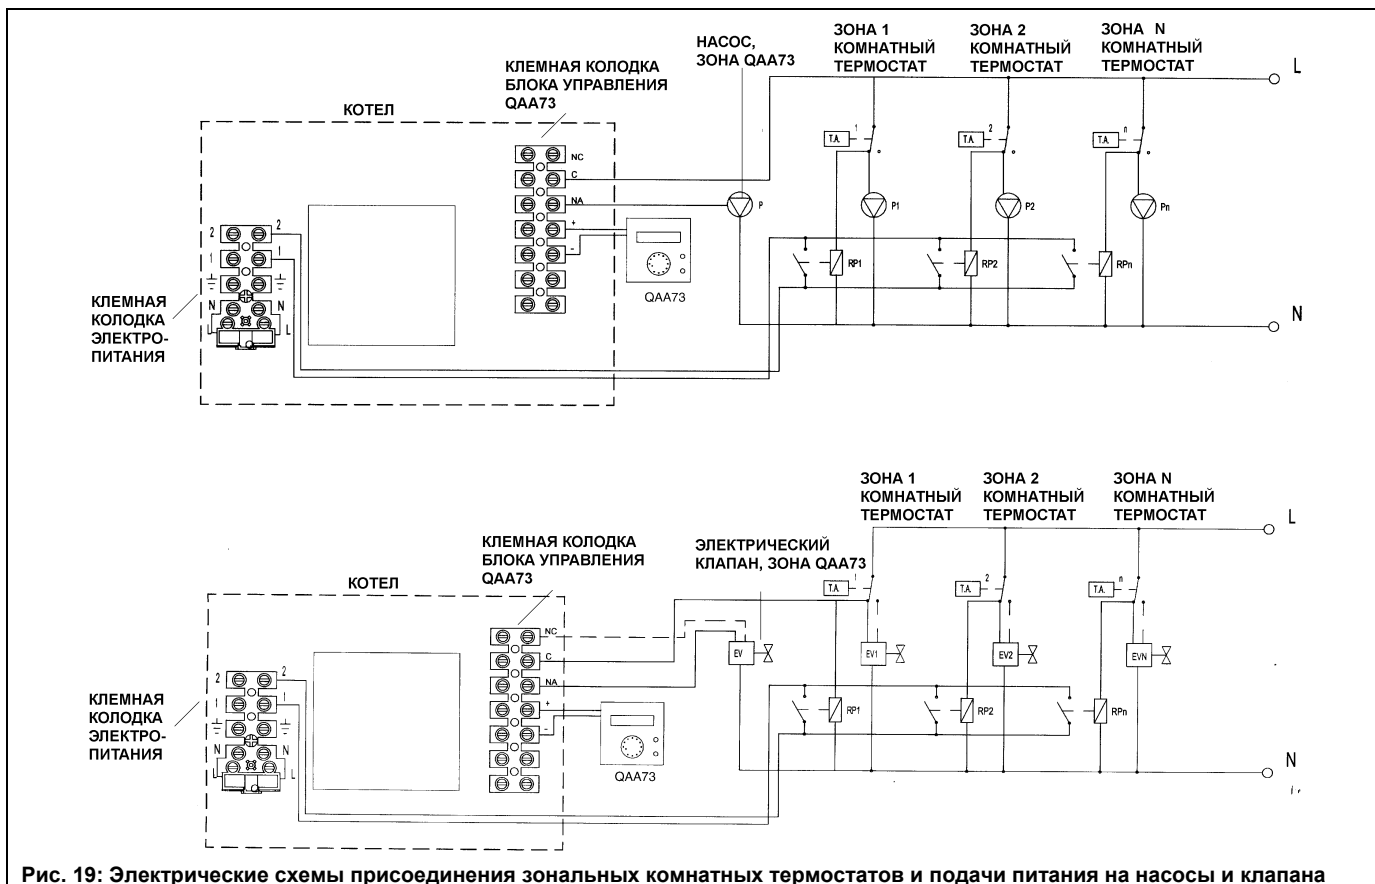 НАСОС,
ЗОНА QAA73
ЗОНА 1
КОМНАТНЫЙ
ТЕРМОСТАТ
ЗОНА 2
КОМНАТНЫЙ
ТЕРМОСТАТ
ЗОНА N
КОМНАТНЫЙ
ТЕРМОСТАТ
L
КЛЕМНАЯ КОЛОДКА
БЛОКА УПРАВЛЕНИЯ
QAA73
КОТЕЛ
NC
C
NA
+
-
T.A.
1
T.A.
2
T.A.
n
P
P1
P2
Pn
RP1
RP2
RPn
QAA73
2
2
1
1
N
N
L
L
КЛЕМНАЯ
КОЛОДКА
ЭЛЕКТРО-
ПИТАНИЯ
N
ЗОНА 1
КОМНАТНЫЙ
ТЕРМОСТАТ
ЗОНА 2
КОМНАТНЫЙ
ТЕРМОСТАТ
ЗОНА N
КОМНАТНЫЙ
ТЕРМОСТАТ
L
КЛЕМНАЯ КОЛОДКА
БЛОКА УПРАВЛЕНИЯ
QAA73
ЭЛЕКТРИЧЕСКИЙ
КЛАПАН, ЗОНА QAA73
КОТЕЛ
NC
C
NA
+
-
T.A.
1
T.A.
2
T.A.
n
EV
EV1
EV2
EVN
RP1
RP2
RPn
QAA73
2
2
1
1
N
N
L
L
КЛЕМНАЯ
КОЛОДКА
ЭЛЕКТРО-
ПИТАНИЯ
N
Рис. 19: Электрические схемы присоединения зональных комнатных термостатов и подачи питания на насосы и клапана